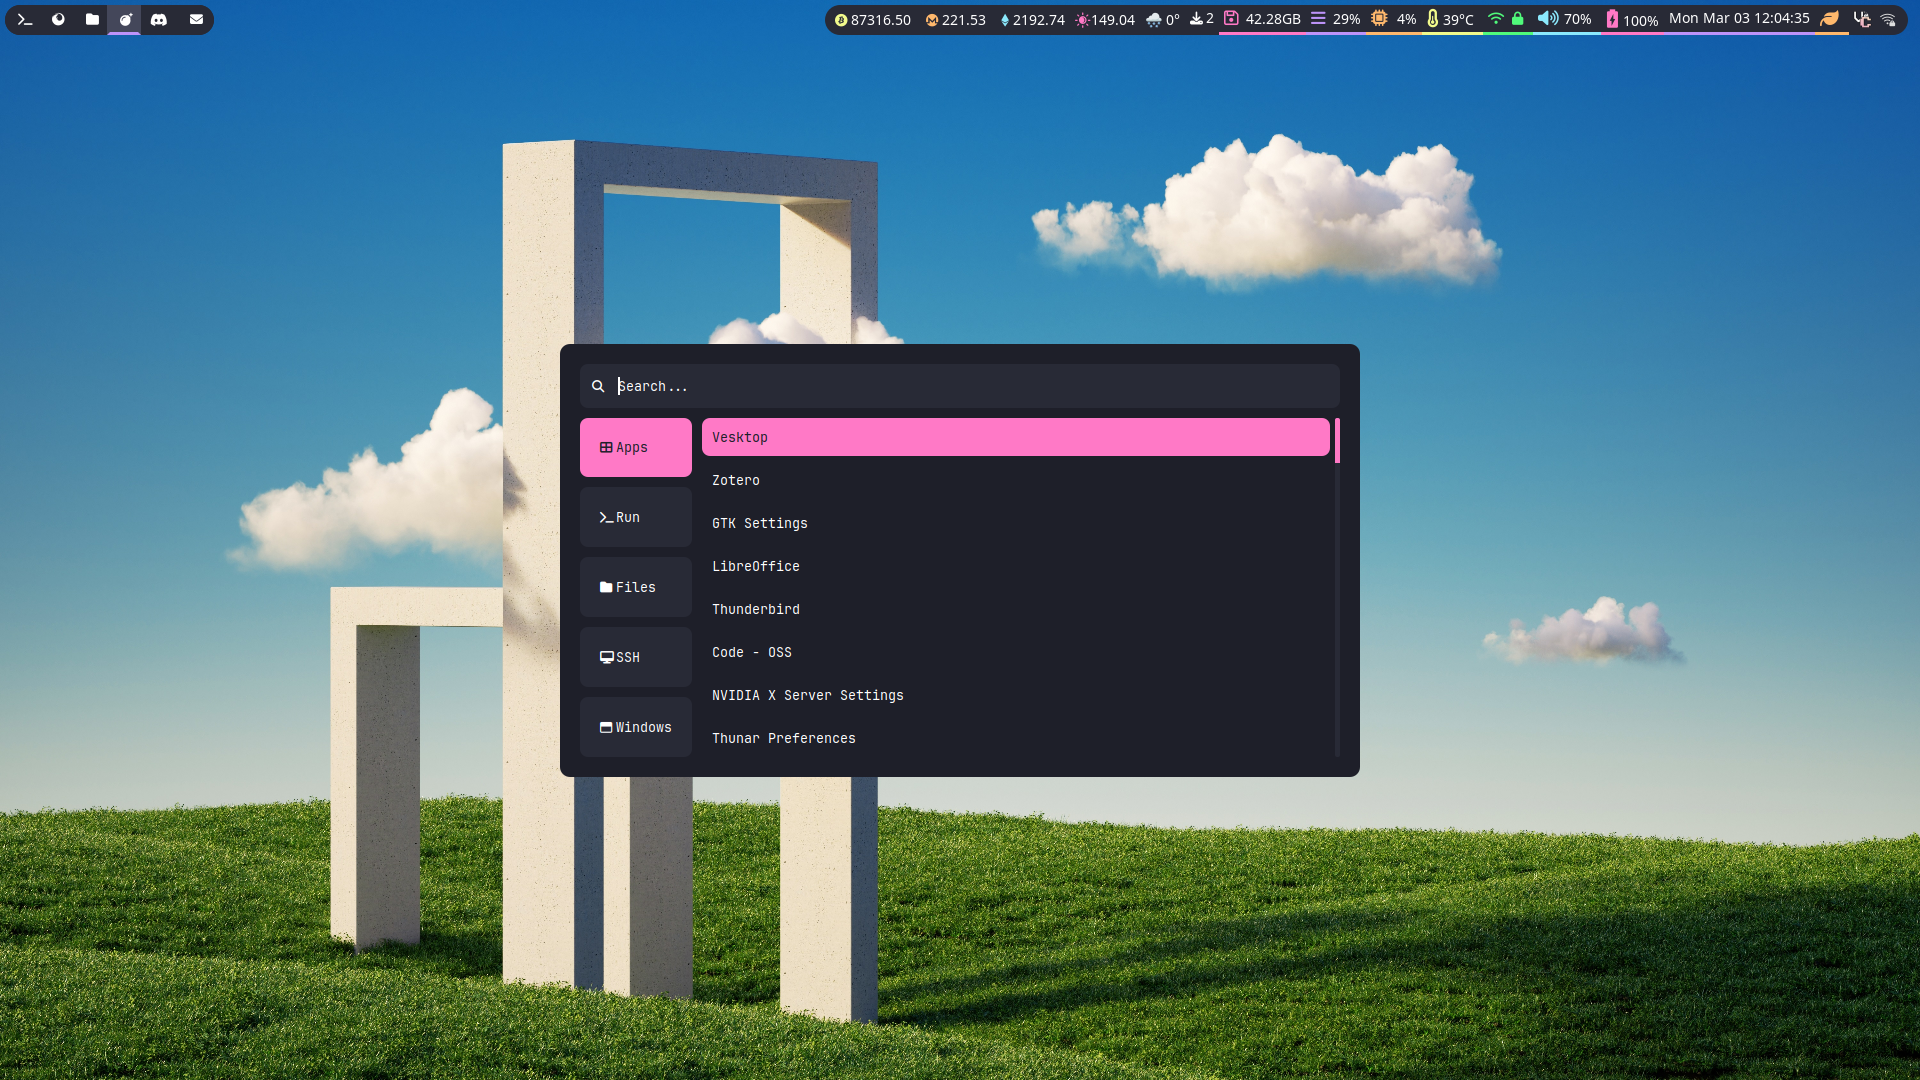 87316.50 221.53 2192.74 149.04 0° 2 42.28GB 29% 4% 39°C 70% 100% Mon Mar 03 12:04:35
Search...
Apps
Run
Files
SSH
Windows
Vesktop
Zotero
GTK Settings
LibreOffice
Thunderbird
Code - OSS
NVIDIA X Server Settings
Thunar Preferences